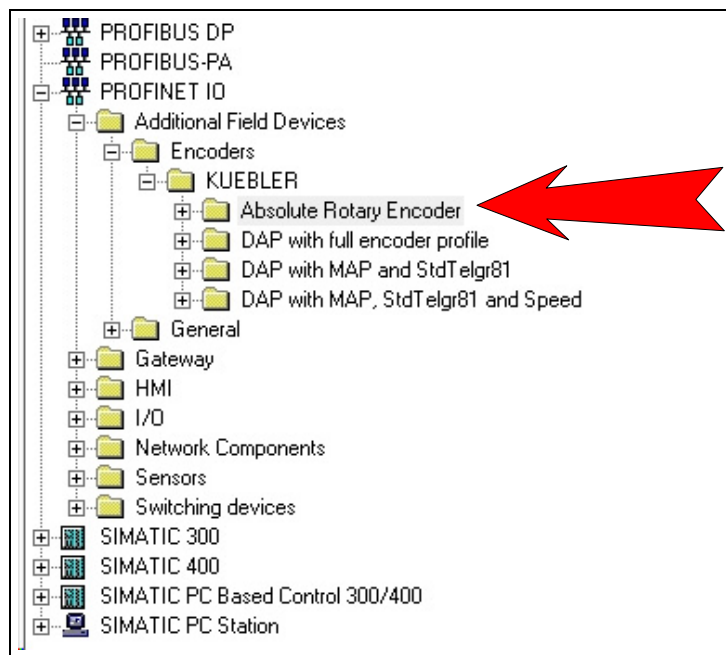 PROFIBUS DP
PROFIBUS-PA
PROFINET IO
Additional Field Devices
Encoders
KUEBLER
Absolute Rotary Encoder
DAP with full encoder profile
DAP with MAP and StdTelgr81
DAP with MAP, StdTelgr81 and Speed
General
Gateway
HMI
I/O
Network Components
Sensors
Switching devices
SIMATIC 300
SIMATIC 400
SIMATIC PC Based Control 300/400
SIMATIC PC Station